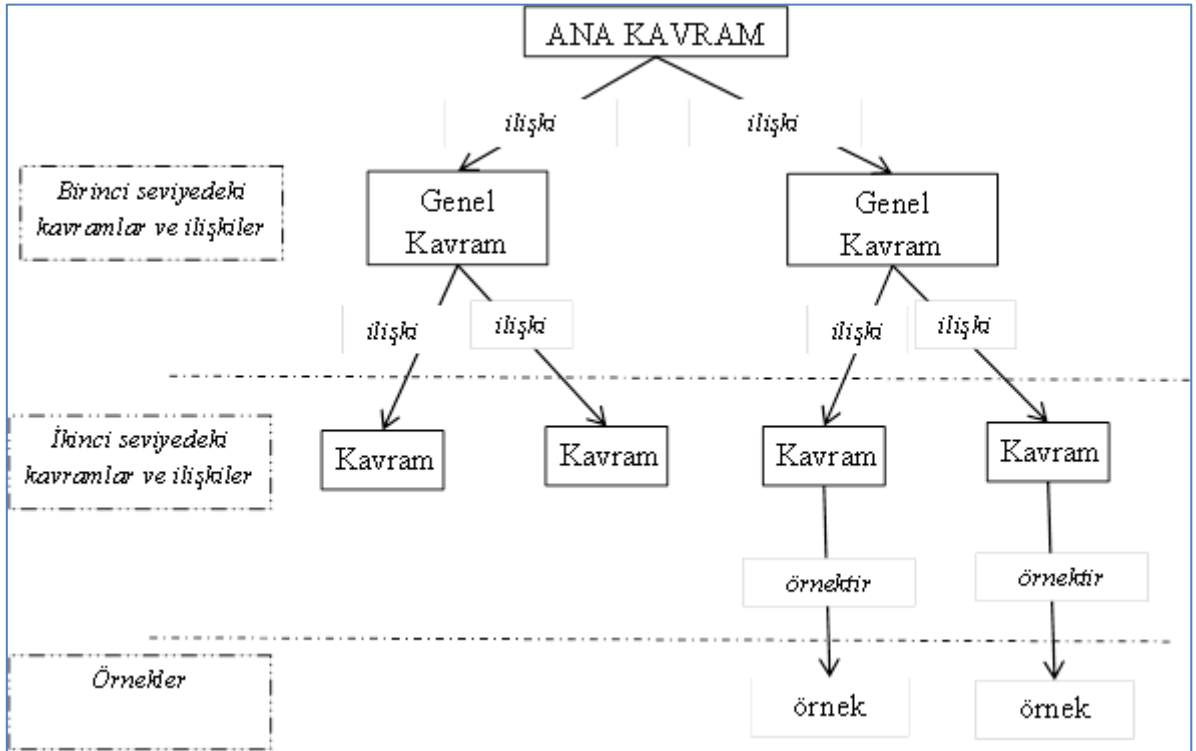 ANA KAVRAM
ilişki
ilişki
Birinci seviyedeki
kavramlar ve ilişkiler
Genel
Kavram
Genel
Kavram
ilişki
ilişki
ilişki
ilişki
İkinci seviyedeki
kavramlar ve ilişkiler
Kavram
Kavram
Kavram
Kavram
örnektir
örnektir
Örnekler
örnek
örnek